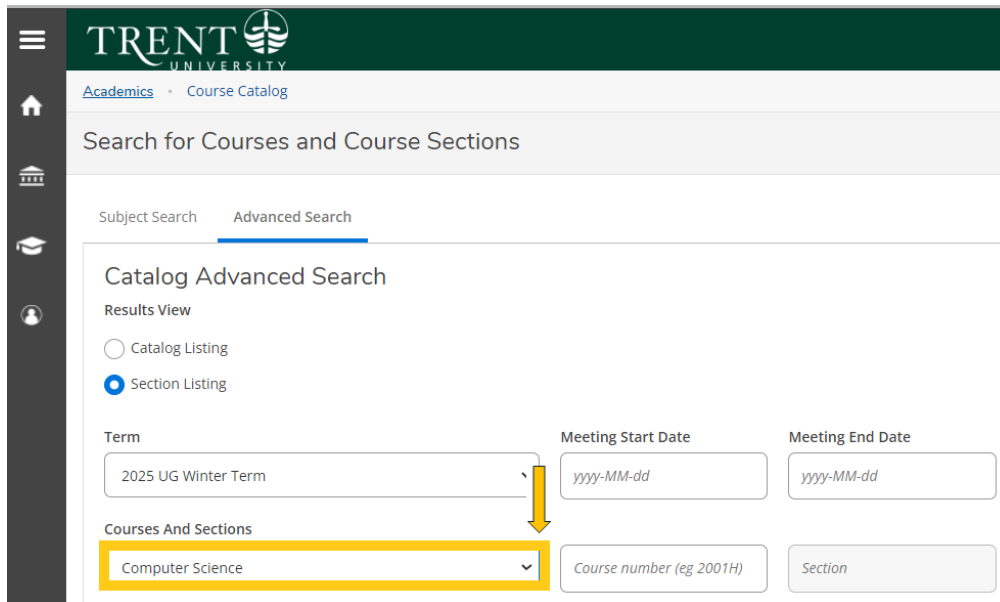 TRENT
UNIVERSITY
Academics • Course Catalog
Search for Courses and Course Sections
Subject Search Advanced Search
Catalog Advanced Search
Results View
Catalog Listing
Section Listing
Term Meeting Start Date Meeting End Date
2025 UG Winter Term yyyy-MM-dd yyyy-MM-dd
Courses And Sections
Computer Science Course number (eg 2001H) Section